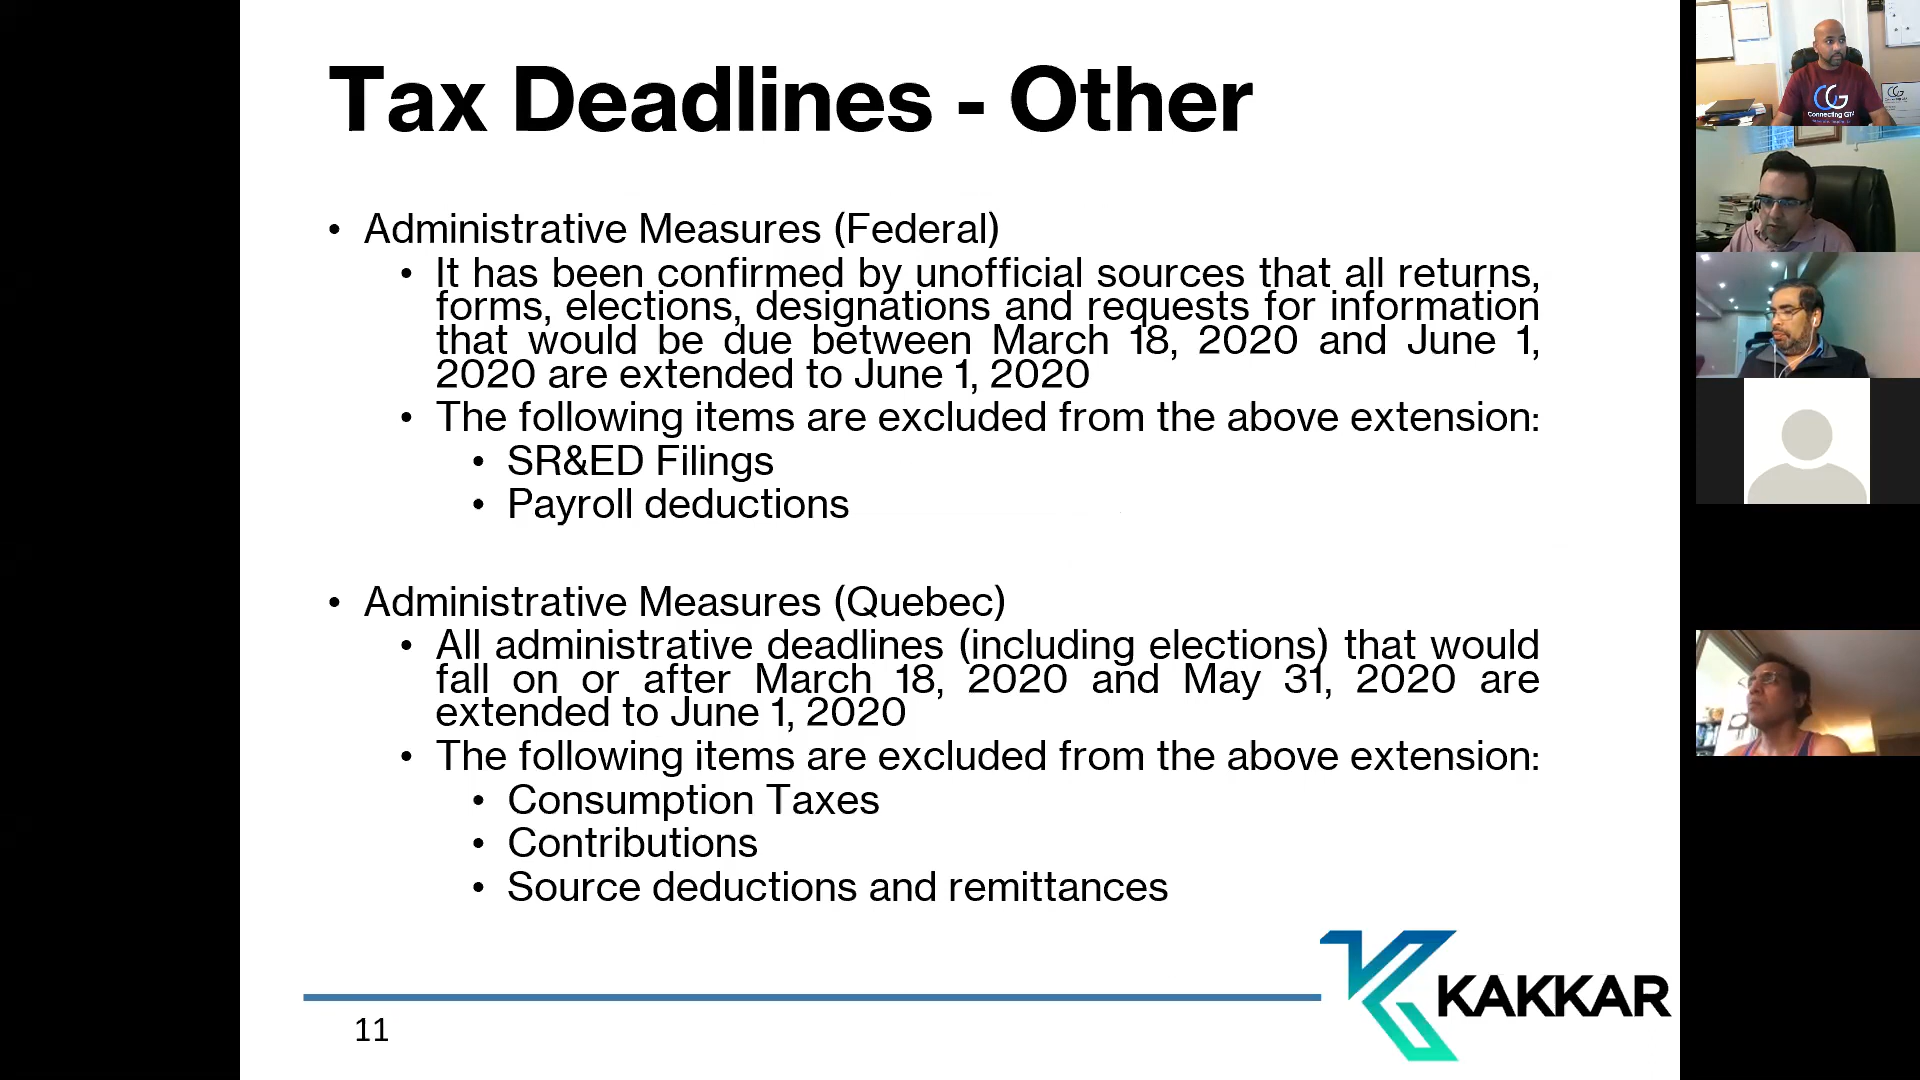 Tax Deadlines - Other
• Administrative Measures (Federal)
• It has been confirmed by unofficial sources that all returns,
forms, elections, designations and requests for information
that would be due between March 18, 2020 and June 1,
2020 are extended to June 1, 2020
• The following items are excluded from the above extension:
• SR&ED Filings
• Payroll deductions
• Administrative Measures (Quebec)
• All administrative deadlines (including elections) that would
fall on or after March 18, 2020 and May 31, 2020 are
extended to June 1, 2020
• The following items are excluded from the above extension:
• Consumption Taxes
• Contributions
• Source deductions and remittances
KAKKAR
11
CG
Connecting GTA